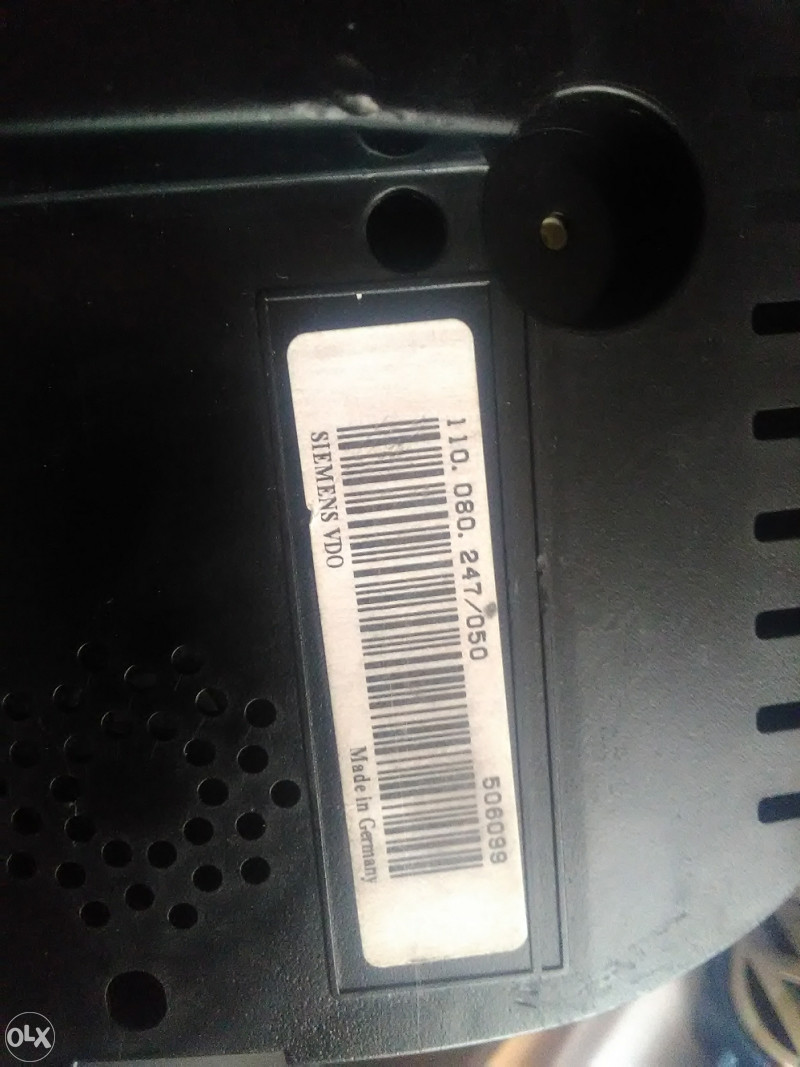 110.080.247/050
506099
SIEMENS VDO
Made in Germany
OLX